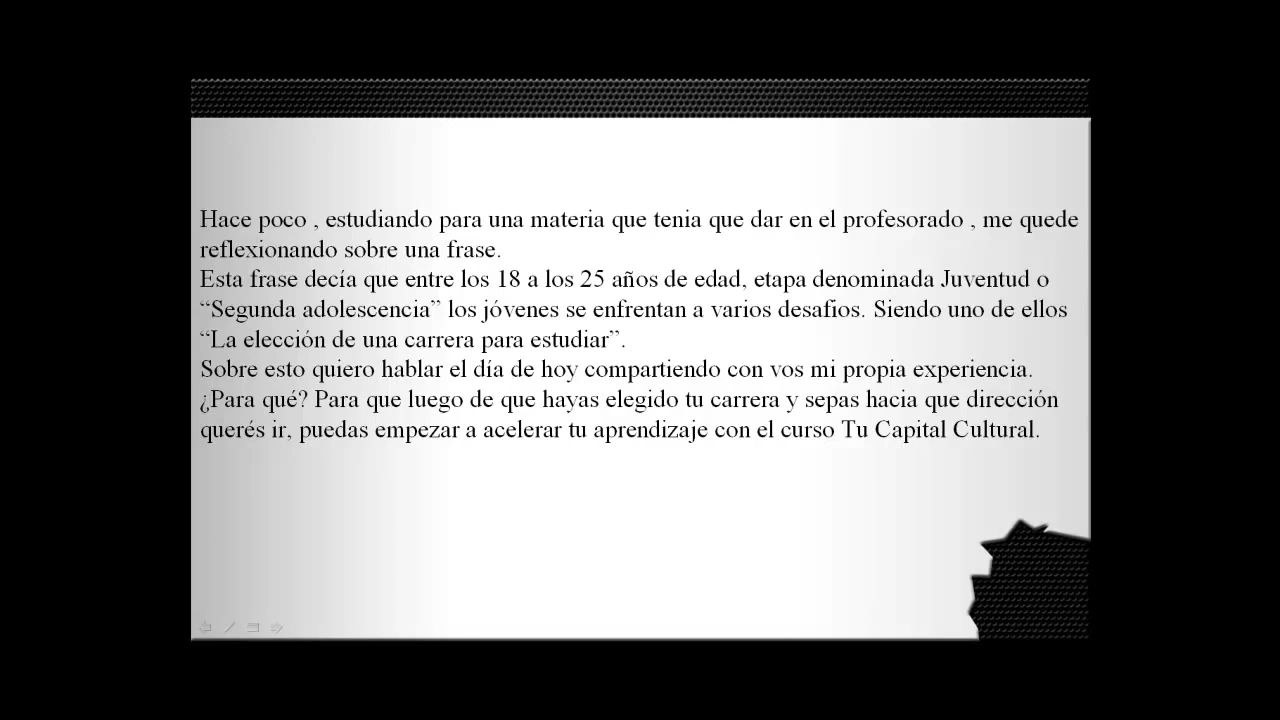 Hace poco , estudiando para una materia que tenia que dar en el profesorado , me quede
reflexionando sobre una frase.
Esta frase decía que entre los 18 a los 25 años de edad, etapa denominada Juventud o
“Segunda adolescencia” los jóvenes se enfrentan a varios desafios. Siendo uno de ellos
“La elección de una carrera para estudiar”.
Sobre esto quiero hablar el día de hoy compartiendo con vos mi propia experiencia.
¿Para qué? Para que luego de que hayas elegido tu carrera y sepas hacia que dirección
querés ir, puedas empezar a acelerar tu aprendizaje con el curso Tu Capital Cultural.